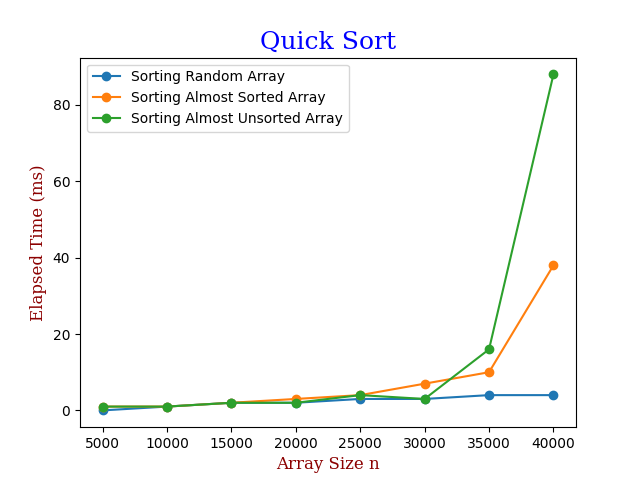 Quick Sort
Sorting Random Array
Sorting Almost Sorted Array
Sorting Almost Unsorted Array
Elapsed Time (ms)
80
60
40
20
0
5000 10000 15000 20000 25000 30000 35000 40000
Array Size n